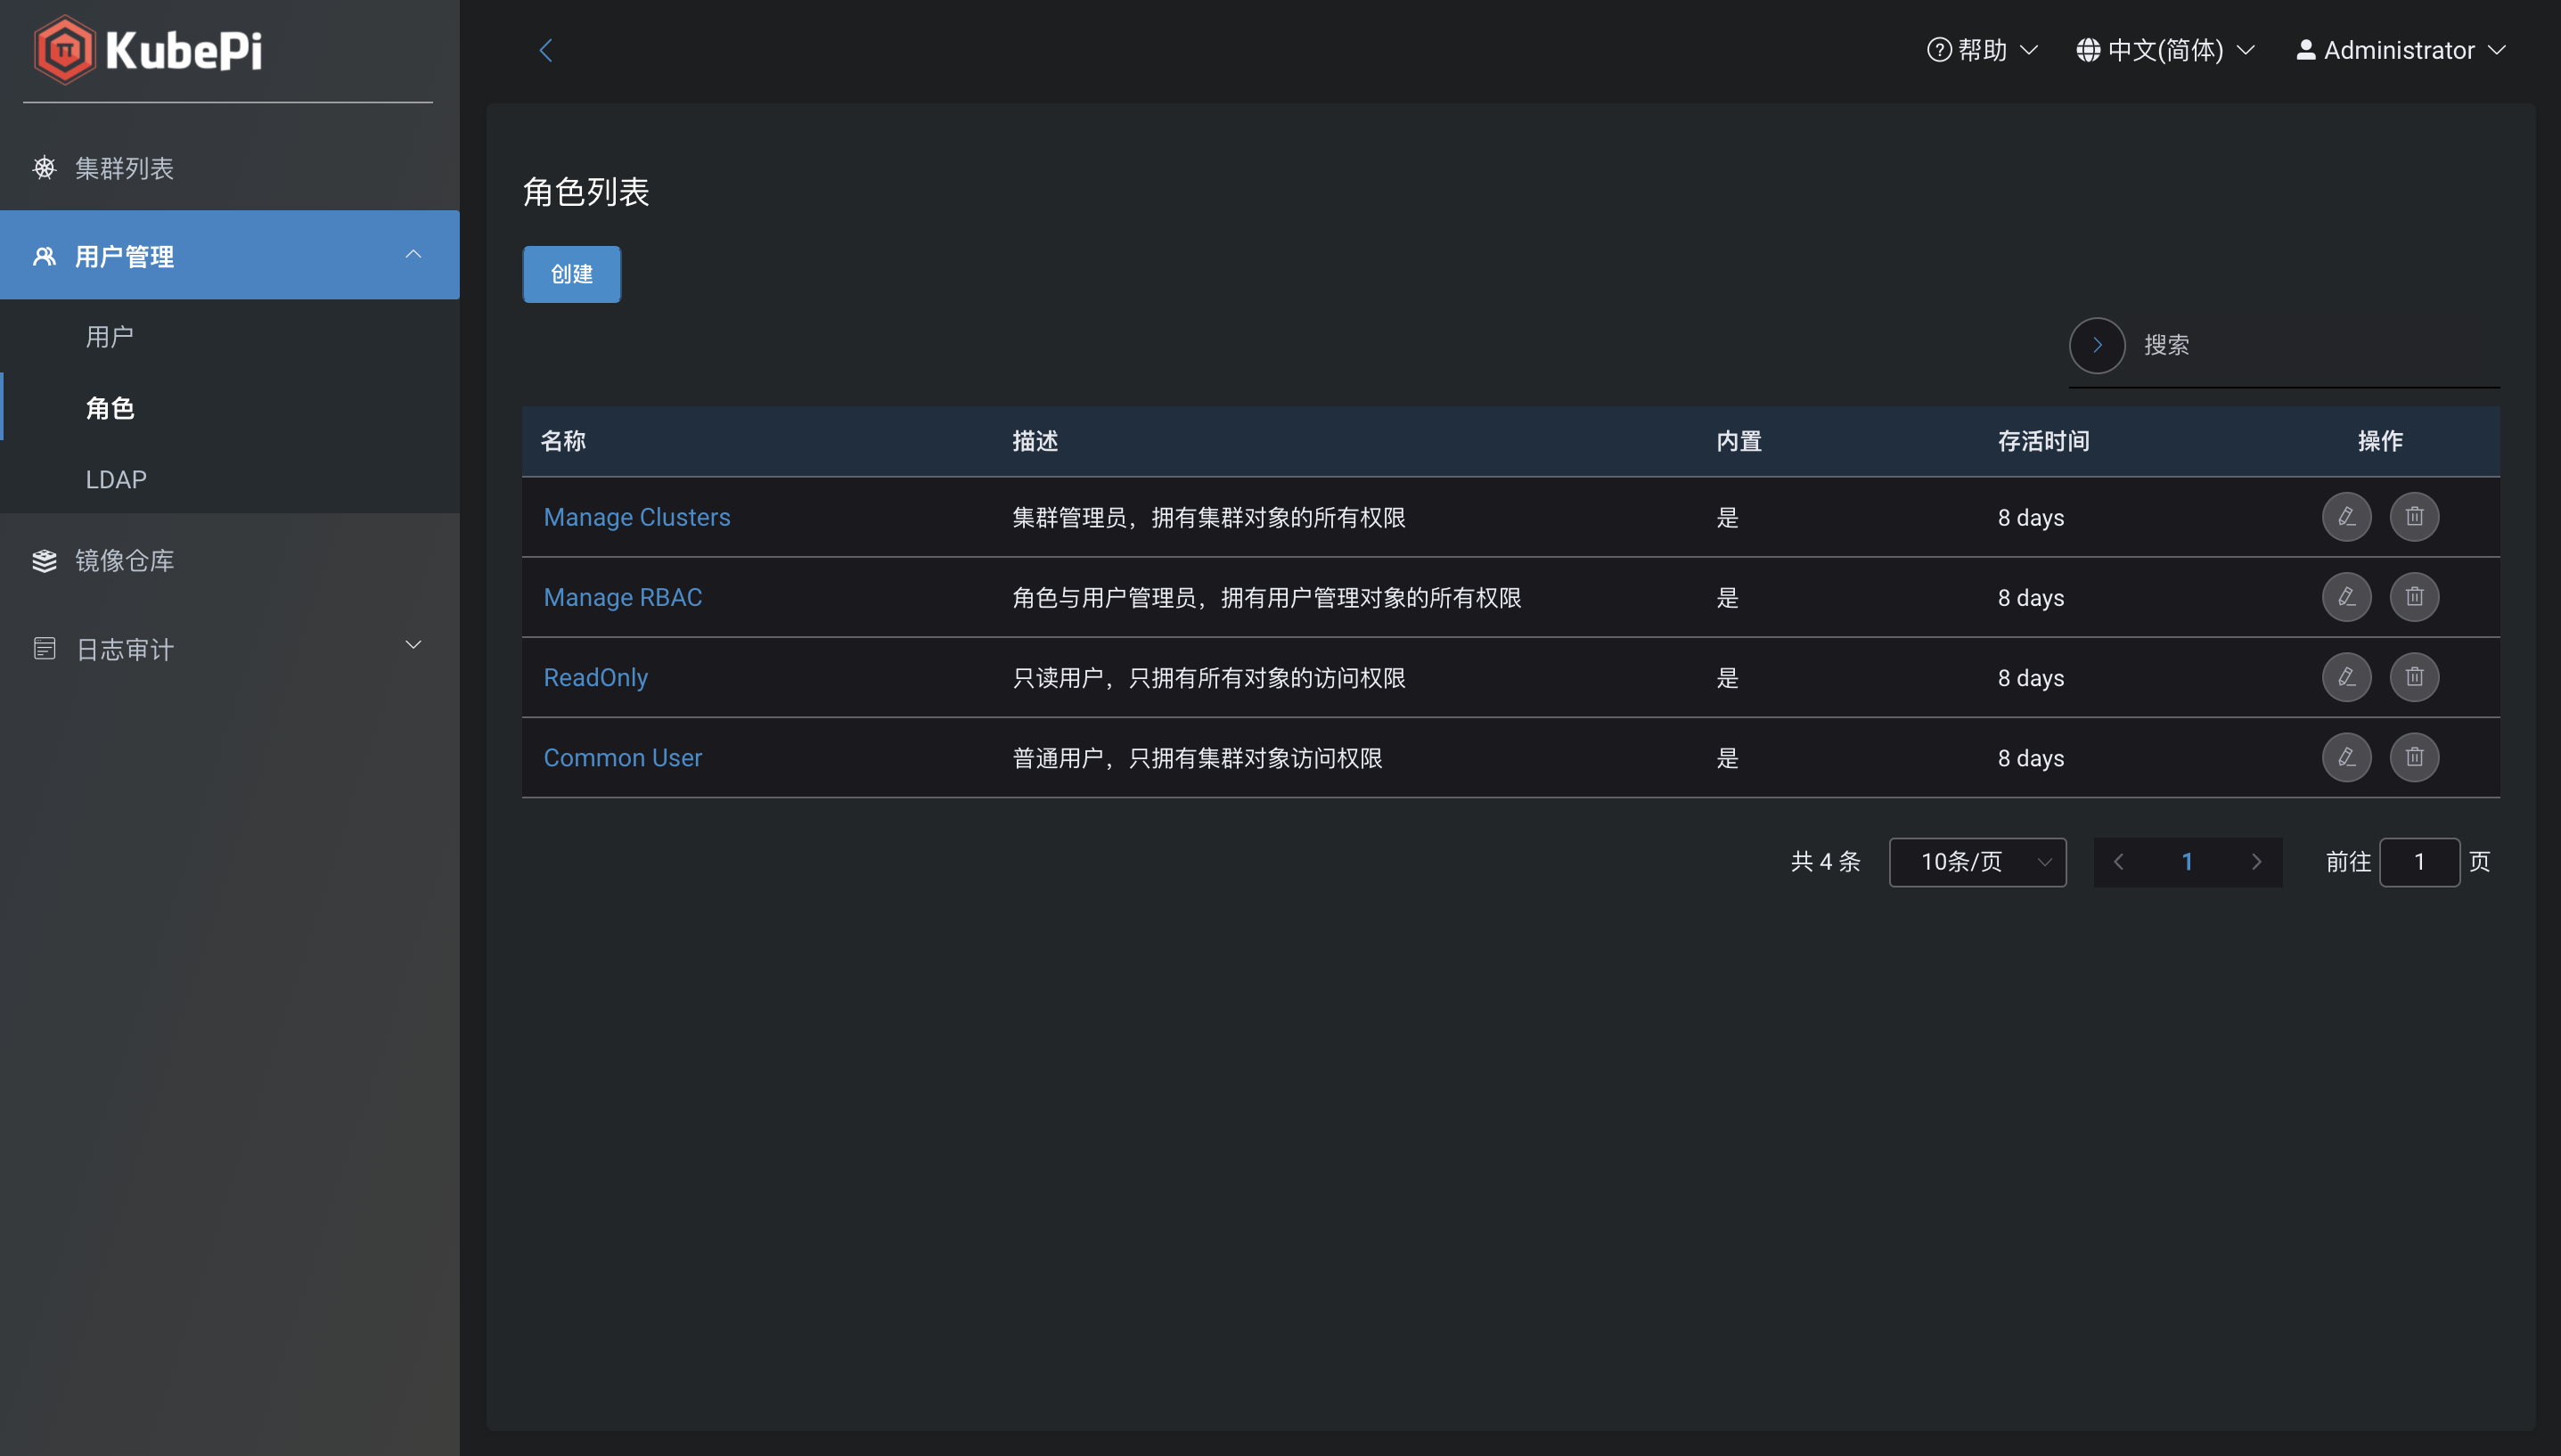 KubePi
帮助 中文(简体) Administrator
集群列表
用户管理
用户
角色
LDAP
镜像仓库
日志审计
角色列表
创建
搜索
名称 描述 内置 存活时间 操作
Manage Clusters 集群管理员，拥有集群对象的所有权限 是 8 days
Manage RBAC 角色与用户管理员，拥有用户管理对象的所有权限 是 8 days
ReadOnly 只读用户，只拥有所有对象的访问权限 是 8 days
Common User 普通用户，只拥有集群对象访问权限 是 8 days
共 4 条 10条/页 1 前往 1 页